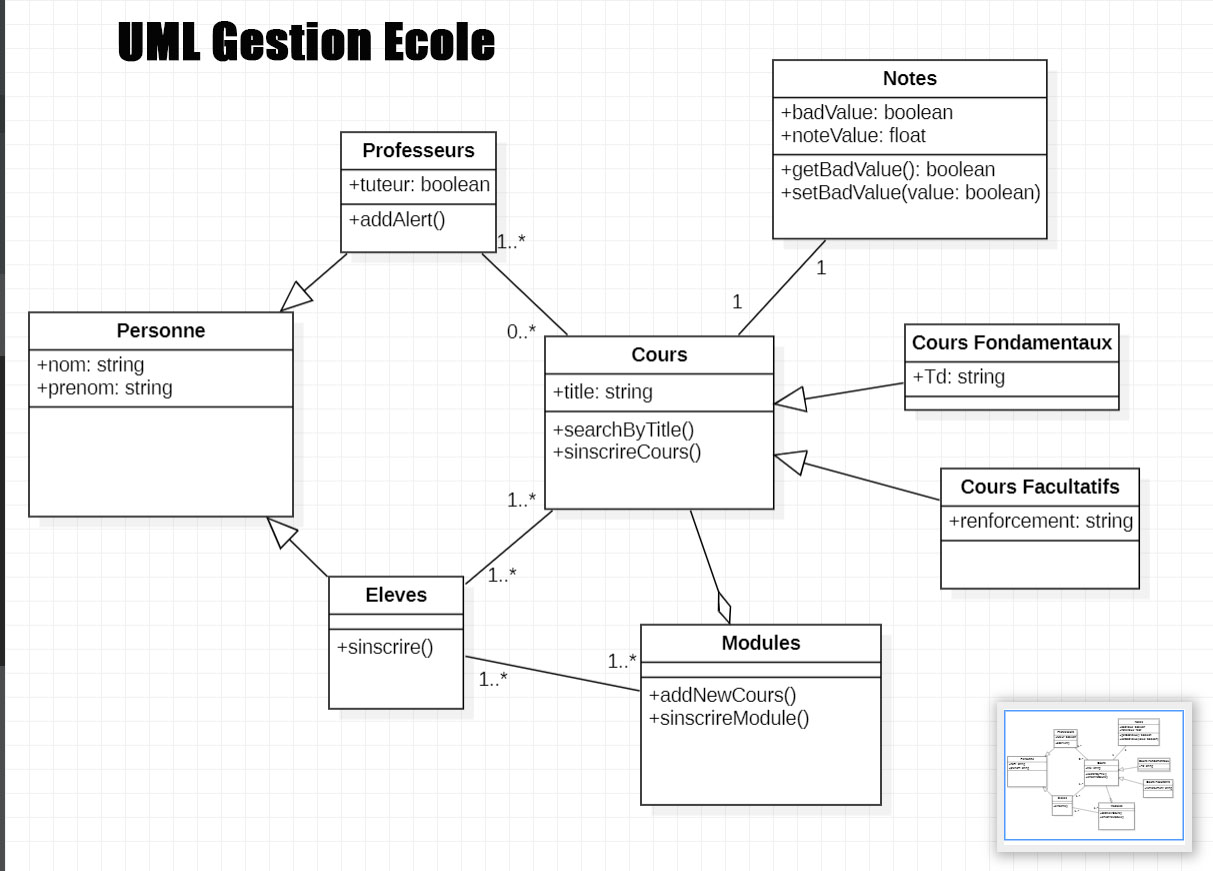 UML Gestion Ecole
Notes
+badValue: boolean
+noteValue: float
+getBadValue(): boolean
+setBadValue(value: boolean)
Professeurs
+tuteur: boolean
+addAlert()
1..*
0..*
1
1
Personne
+nom: string
+prenom: string
Cours
+title: string
+searchByTitle()
+sinscrireCours()
Cours Fondamentaux
+Td: string
Cours Facultatifs
+renforcement: string
1..*
1..*
Eleves
+sinscrire()
1..*
1..*
Modules
+addNewCours()
+sinscrireModule()